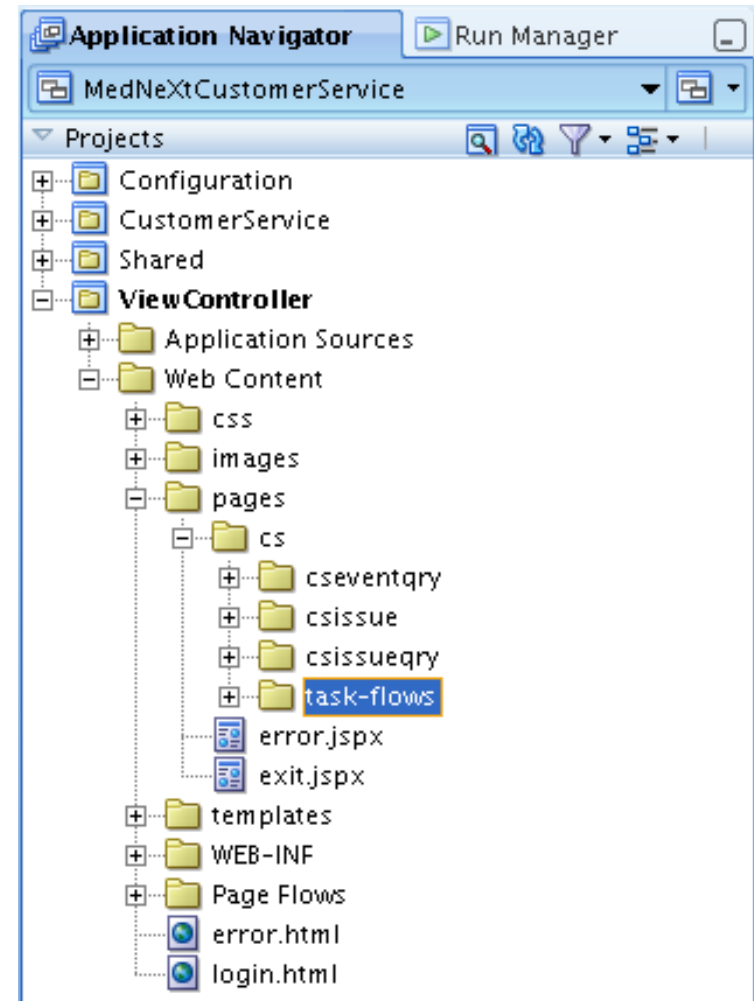 Application Navigator Run Manager
MedNeXtCustomerService
Projects
Configuration
CustomerService
Shared
ViewController
Application Sources
Web Content
css
images
pages
cs
cseventqry
csissue
csissueqry
task-flows
error.jspx
exit.jspx
templates
WEB-INF
Page Flows
error.html
login.html